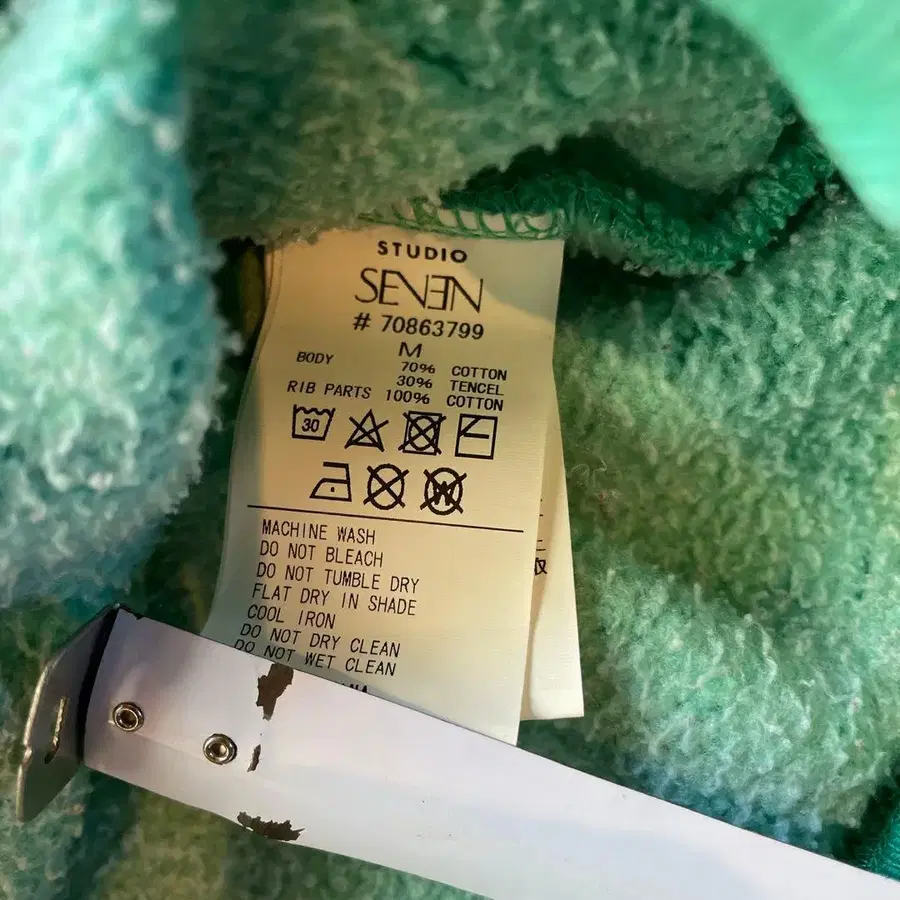 STUDIO
SEVEN
# 70863799
M
BODY 70% COTTON
30% TENCEL
RIB PARTS 100% COTTON
30
W
MACHINE WASH
DO NOT BLEACH
DO NOT TUMBLE DRY
FLAT DRY IN SHADE
COOL IRON
DO NOT DRY CLEAN
DO NOT WET CLEAN